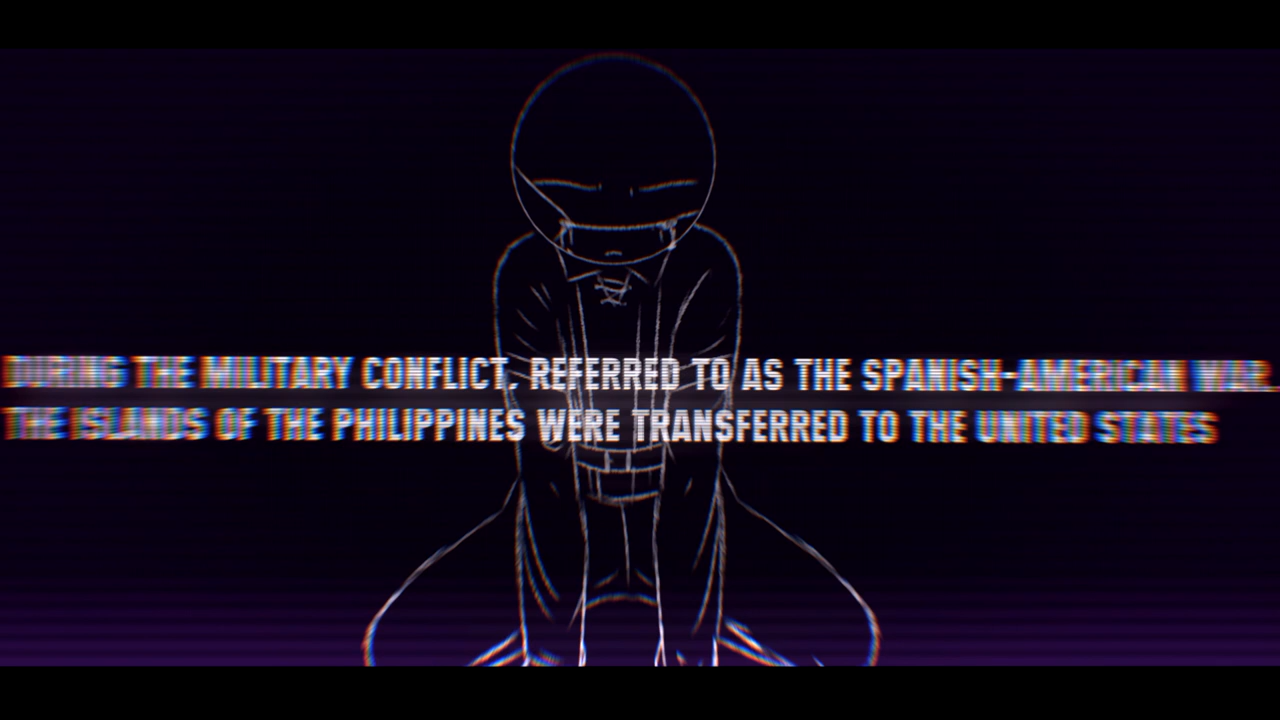 DURING THE MILITARY CONFLICT, REFERRED TO AS THE SPANISH-AMERICAN WAR,
THE ISLANDS OF THE PHILIPPINES WERE TRANSFERRED TO THE UNITED STATES